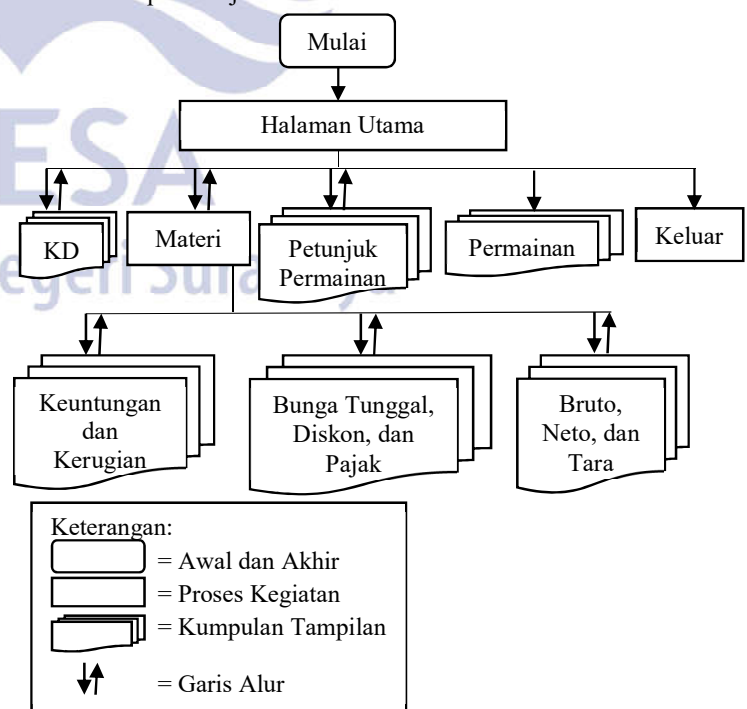 Mulai
Halaman Utama
KD
Materi
Petunjuk
Permainan
Permainan
Keluar
Keuntungan
dan
Kerugian
Bunga Tunggal,
Diskon, dan
Pajak
Bruto,
Neto, dan
Tara
Keterangan:
= Awal dan Akhir
= Proses Kegiatan
= Kumpulan Tampilan
= Garis Alur
ESA